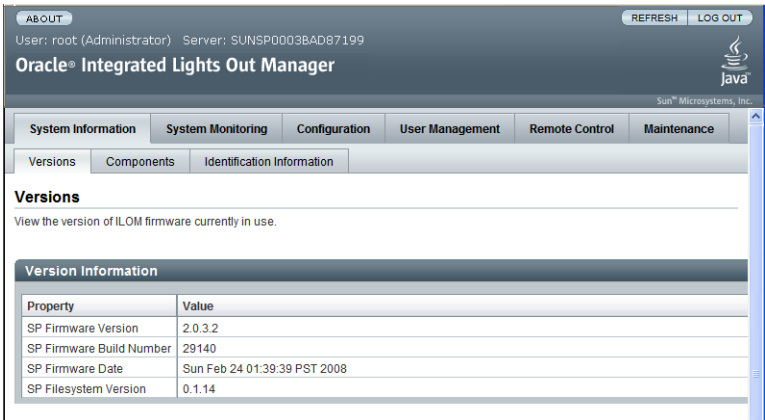 ABOUT REFRESH LOG OUT
User: root (Administrator) Server: SUNSP0003BAD87199
Oracle® Integrated Lights Out Manager
Java™
Sun™ Microsystems, Inc.
System Information System Monitoring Configuration User Management Remote Control Maintenance
Versions Components Identification Information
Versions
View the version of ILOM firmware currently in use.
Version Information
Property Value
SP Firmware Version 2.0.3.2
SP Firmware Build Number 29140
SP Firmware Date Sun Feb 24 01:39:39 PST 2008
SP Filesystem Version 0.1.14